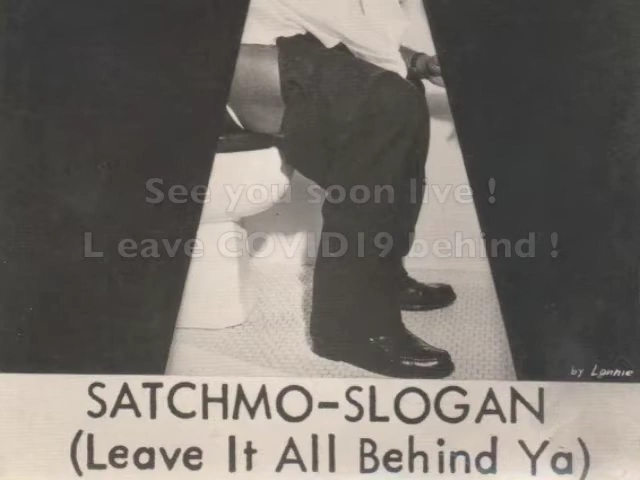 See you soon live !
L eave COVID19 behind !
by Lonnie
SATCHMO-SLOGAN
(Leave It All Behind Ya)